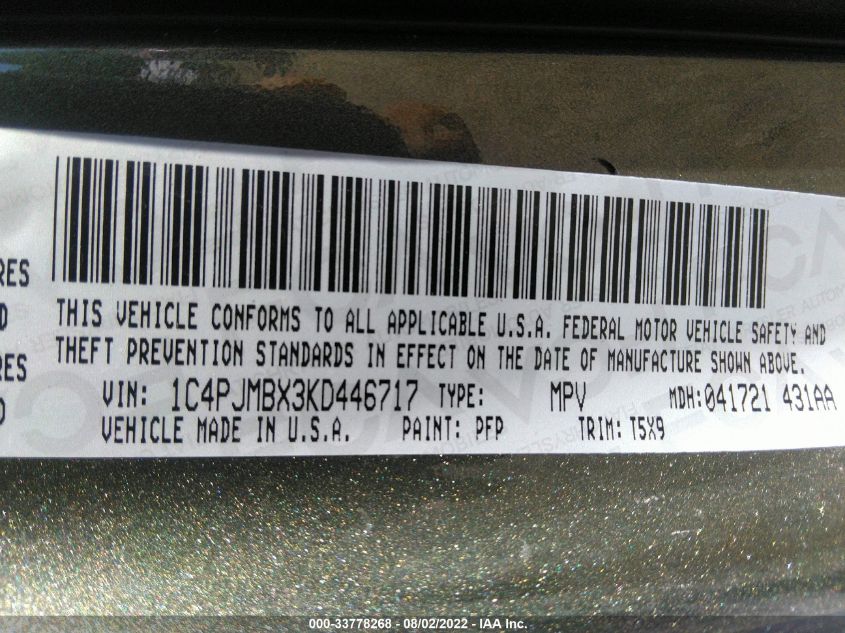 RES
D
RES
D
THIS VEHICLE CONFORMS TO ALL APPLICABLE U.S.A. FEDERAL MOTOR VEHICLE SAFETY AND
THEFT PREVENTION STANDARDS IN EFFECT ON THE DATE OF MANUFACTURE SHOWN ABOVE.
VIN: 1C4PJMBX3KD446717 TYPE: MPV MDH: 041721 431AA
VEHICLE MADE IN U.S.A. PAINT: PFP TRIM: T5X9
000-33778268 - 08/02/2022 - IAA Inc.